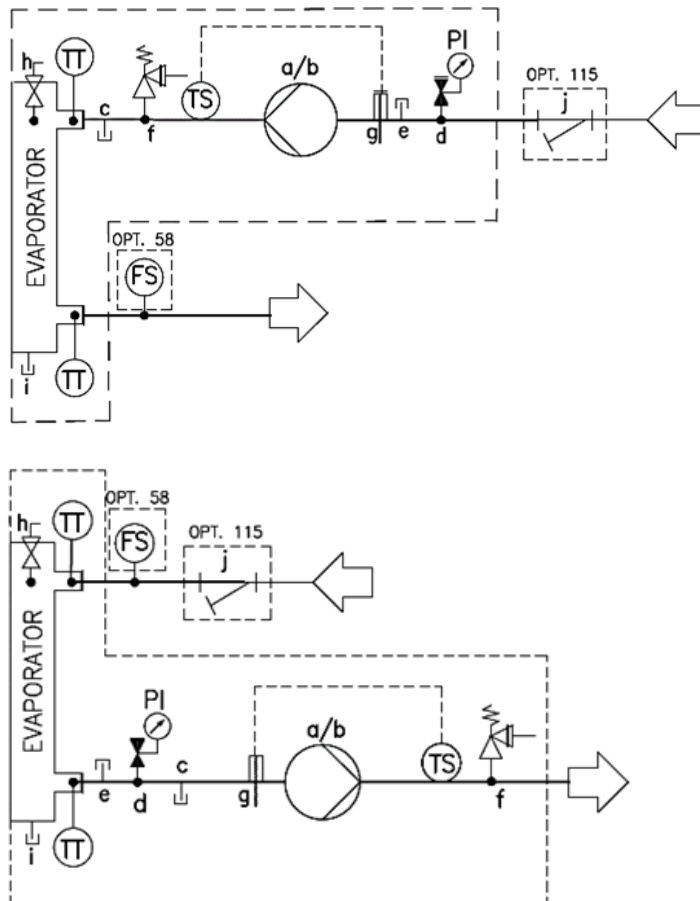 h
TT
a/b
PI
OPT. 115
TS
j
c
f
g
e
d
EVAPORATOR
OPT. 58
FS
i
TT
h
TT
OPT. 58
FS
OPT. 115
j
EVAPORATOR
PI
a/b
c
TS
e
d
g
f
i
TT